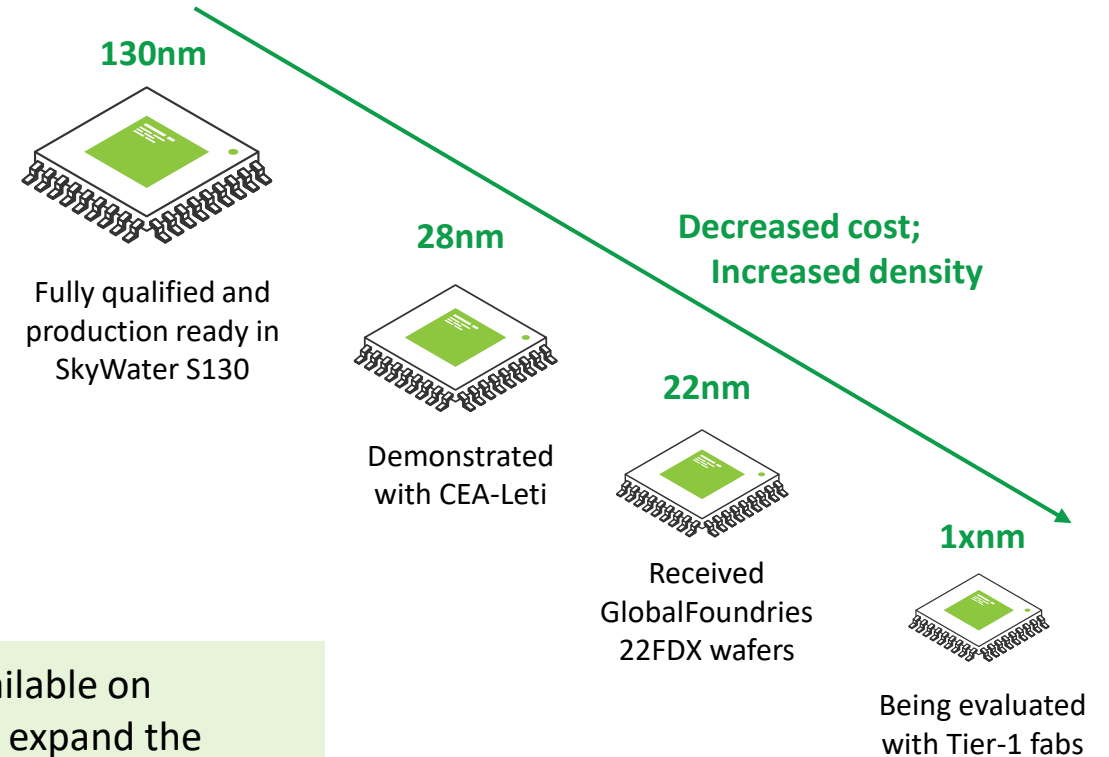 130nm
Fully qualified and
production ready in
SkyWater S130
28nm
Demonstrated
with CEA-Leti
Decreased cost;
Increased density
22nm
Received
GlobalFoundries
22FDX wafers
1xnm
Being evaluated
with Tier-1 fabs
on
expand the